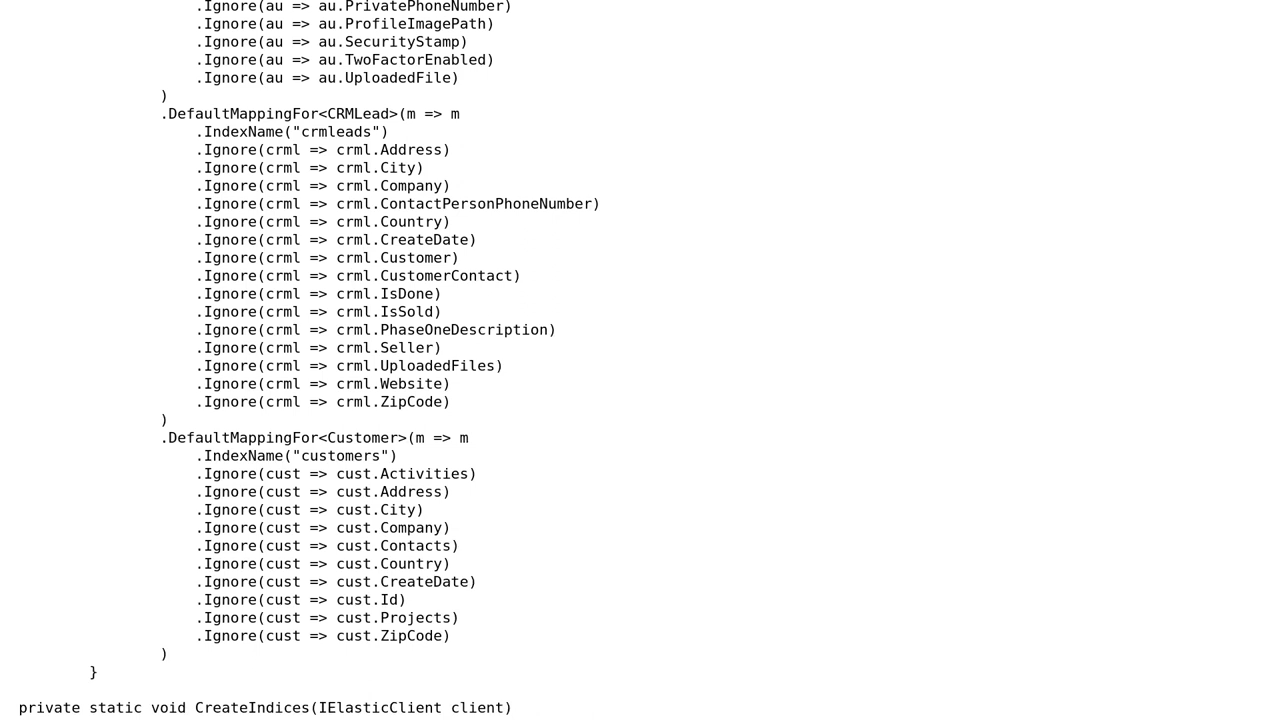 .Ignore(au => au.PrivatePhoneNumber)
.Ignore(au => au.ProfileImagePath)
.Ignore(au => au.SecurityStamp)
.Ignore(au => au.TwoFactorEnabled)
.Ignore(au => au.UploadedFile)
)
.DefaultMappingFor<CRMLead>(m => m
.IndexName("crmleads")
.Ignore(crml => crml.Address)
.Ignore(crml => crml.City)
.Ignore(crml => crml.Company)
.Ignore(crml => crml.ContactPersonPhoneNumber)
.Ignore(crml => crml.Country)
.Ignore(crml => crml.CreateDate)
.Ignore(crml => crml.Customer)
.Ignore(crml => crml.CustomerContact)
.Ignore(crml => crml.IsDone)
.Ignore(crml => crml.IsSold)
.Ignore(crml => crml.PhaseOneDescription)
.Ignore(crml => crml.Seller)
.Ignore(crml => crml.UploadedFiles)
.Ignore(crml => crml.Website)
.Ignore(crml => crml.ZipCode)
)
.DefaultMappingFor<Customer>(m => m
.IndexName("customers")
.Ignore(cust => cust.Activities)
.Ignore(cust => cust.Address)
.Ignore(cust => cust.City)
.Ignore(cust => cust.Company)
.Ignore(cust => cust.Contacts)
.Ignore(cust => cust.Country)
.Ignore(cust => cust.CreateDate)
.Ignore(cust => cust.Id)
.Ignore(cust => cust.Projects)
.Ignore(cust => cust.ZipCode)
)
}
private static void CreateIndices(IElasticClient client)